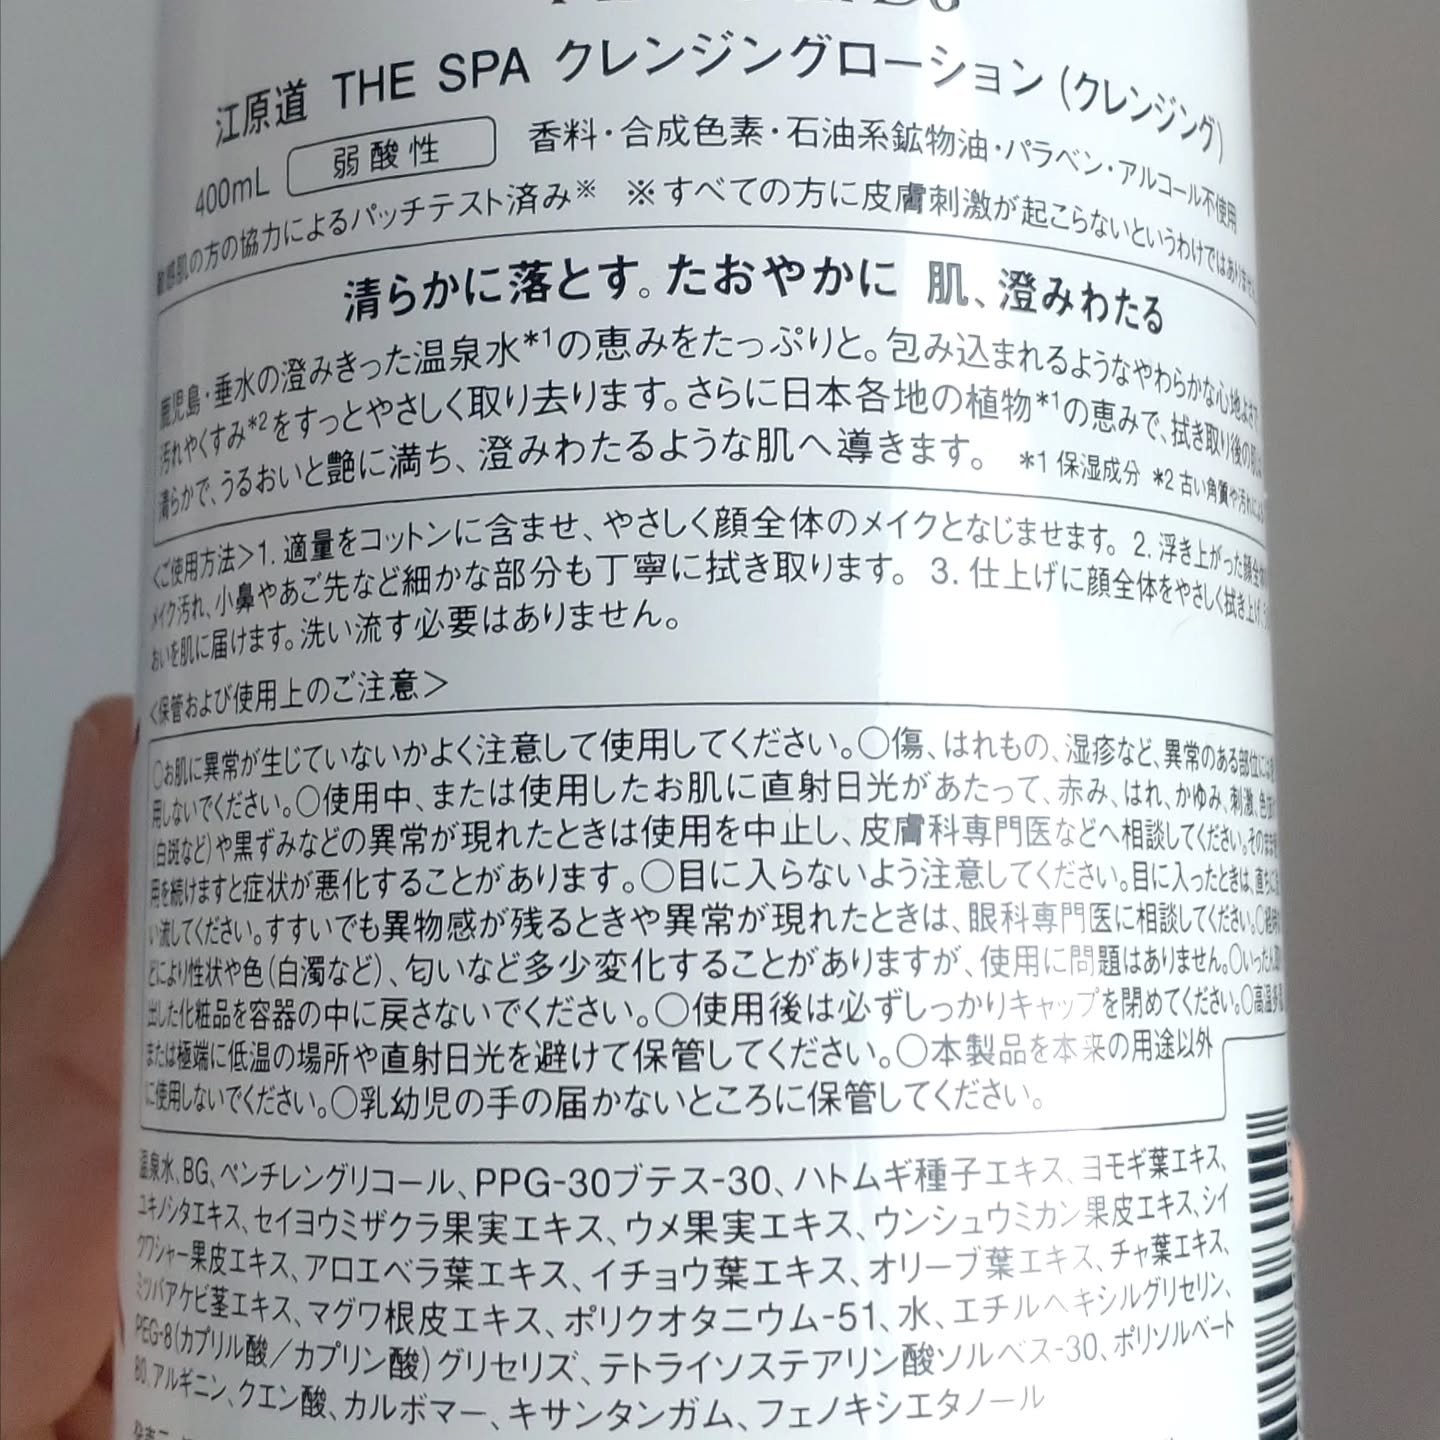 江原道 THE SPA クレンジングローション(クレンジング)
400mL 弱酸性 香料・合成色素・石油系鉱物油・パラベン・アルコール不使用
敏感肌の方の協力によるパッチテスト済み※ ※すべての方に皮膚刺激が起こらないというわけではありません
清らかに落とす。たおやかに 肌、澄みわたる
鹿児島・垂水の澄みきった温泉水*1の恵みをたっぷりと。包み込まれるようなやわらかな心地よさで
汚れやくすみ*2をすっとやさしく取り去ります。さらに日本各地の植物*1の恵みで、拭き取り後の肌は
清らかで、うるおいと艶に満ち、澄みわたるような肌へ導きます。 *1 保湿成分 *2 古い角質や汚れによる
<ご使用方法>1. 適量をコットンに含ませ、やさしく顔全体のメイクとなじませます。 2. 浮き上がった顔全体の
メイク汚れ、小鼻やあご先など細かな部分も丁寧に拭き取ります。 3. 仕上げに顔全体をやさしく拭き上げ、う
おいを肌に届けます。洗い流す必要はありません。
<保管および使用上のご注意>
○お肌に異常が生じていないかよく注意して使用してください。○傷、はれもの、湿疹など、異常のある部位には
用しないでください。○使用中、または使用したお肌に直射日光があたって、赤み、はれ、かゆみ、刺激、色
(白斑など)や黒ずみなどの異常が現れたときは使用を中止し、皮膚科専門医などへ相談してください。そのまま
用を続けますと症状が悪化することがあります。○目に入らないよう注意してください。目に入ったときは、直ちに
い流してください。すすいでも異物感が残るときや異常が現れたときは、眼科専門医に相談してください。○経時
どにより性状や色(白濁など)、匂いなど多少変化することがありますが、使用に問題はありません。○いったん
出した化粧品を容器の中に戻さないでください。○使用後は必ずしっかりキャップを閉めてください。○高温
または極端に低温の場所や直射日光を避けて保管してください。○本製品を本来の用途以外
に使用しないでください。○乳幼児の手の届かないところに保管してください。
温泉水、BG、ペンチレングリコール、PPG-30ブテス-30、ハトムギ種子エキス、ヨモギ葉エキス、
ユキノシタエキス、セイヨウミザクラ果実エキス、ウメ果実エキス、ウンシュウミカン果皮エキス、シイ
クワシャー果皮エキス、アロエベラ葉エキス、イチョウ葉エキス、オリーブ葉エキス、チャ葉エキス、
ミツバアケビ茎エキス、マグワ根皮エキス、ポリクオタニウム-51、水、エチルヘキシルグリセリン、
PEG-8(カプリル酸/カプリン酸)グリセリズ、テトライソステアリン酸ソルベス-30、ポリソルベート
80、アルギニン、クエン酸、カルボマー、キサンタンガム、フェノキシエタノール